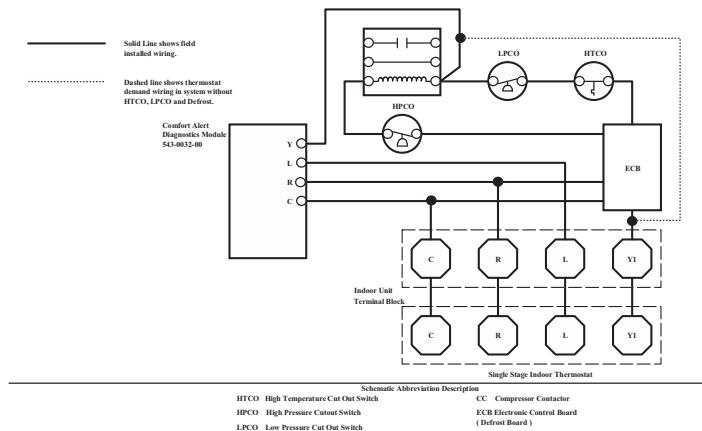 Solid Line shows field
installed wiring.
Dashed line shows thermostat
demand wiring in system without
HTCO, LPCO and Defrost.
Comfort Alert
Diagnostics Module
543-0032-00
LPCO
HTCO
HPCO
Y
L
R
C
ECB
C
R
L
Y1
Indoor Unit
Terminal Block
C
R
L
Y1
Single Stage Indoor Thermostat
Schematic Abbreviation Description
HTCO High Temperature Cut Out Switch
HPCO High Pressure Cutout Switch
LPCO Low Pressure Cut Out Switch
CC Compressor Contactor
ECB Electronic Control Board
( Defrost Board )